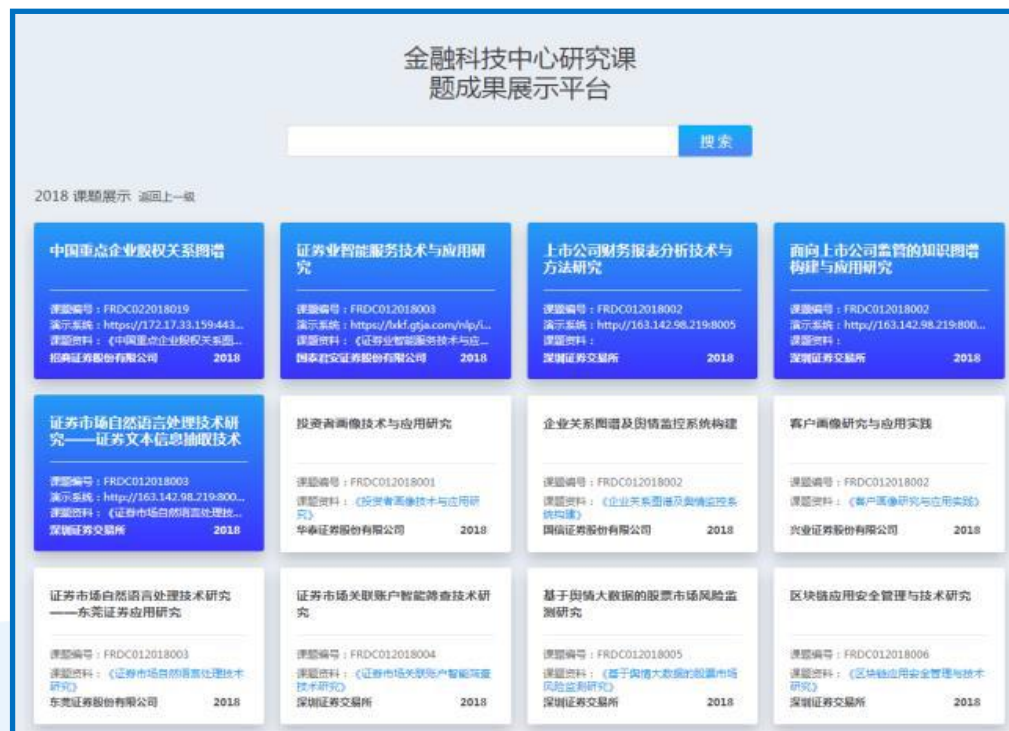 金融科技中心研究课
题成果展示平台
搜索
2018 课题展示 返回上一级
中国重点企业股权关系图谱
课题编号：FRDC022018019
演示系统：https://172.17.33.159:443...
课题资料：《中国重点企业股权关系图...
招商证券股份有限公司 2018
证券业智能服务技术与应用研
究
课题编号：FRDC012018003
演示系统：https://lxkf.gtja.com/nlp/i...
课题资料：《证券业智能服务技术与应...
国泰君安证券股份有限公司 2018
上市公司财务报表分析技术与
方法研究
课题编号：FRDC012018002
演示系统：http://163.142.98.219:8005
课题资料：
深圳证券交易所 2018
面向上市公司监管的知识图谱
构建与应用研究
课题编号：FRDC012018002
演示系统：http://163.142.98.219:800...
课题资料：
深圳证券交易所 2018
证券市场自然语言处理技术研
究——证券文本信息抽取技术
课题编号：FRDC012018003
演示系统：http://163.142.98.219:800...
课题资料：《证券市场自然语言处理技...
深圳证券交易所 2018
投资者画像技术与应用研究
课题编号：FRDC012018001
课题资料：《投资者画像技术与应用研
究》
华泰证券股份有限公司 2018
企业关系图谱及舆情监控系统构建
课题编号：FRDC012018002
课题资料：《企业关系图谱及舆情监控系
统构建》
国信证券股份有限公司 2018
客户画像研究与应用实践
课题编号：FRDC012018002
课题资料：《客户画像研究与应用实践》
兴业证券股份有限公司 2018
证券市场自然语言处理技术研究
——东莞证券应用研究
课题编号：FRDC012018003
课题资料：《证券市场自然语言处理技术
研究》
东莞证券股份有限公司 2018
证券市场关联账户智能筛查技术研
究
课题编号：FRDC012018004
课题资料：《证券市场关联账户智能筛查
技术研究》
深圳证券交易所 2018
基于舆情大数据的股票市场风险监
测研究
课题编号：FRDC012018005
课题资料：《基于舆情大数据的股票市场
风险监测研究》
深圳证券交易所 2018
区块链应用安全管理与技术研究
课题编号：FRDC012018006
课题资料：《区块链应用安全管理与技术
研究》
深圳证券交易所 2018